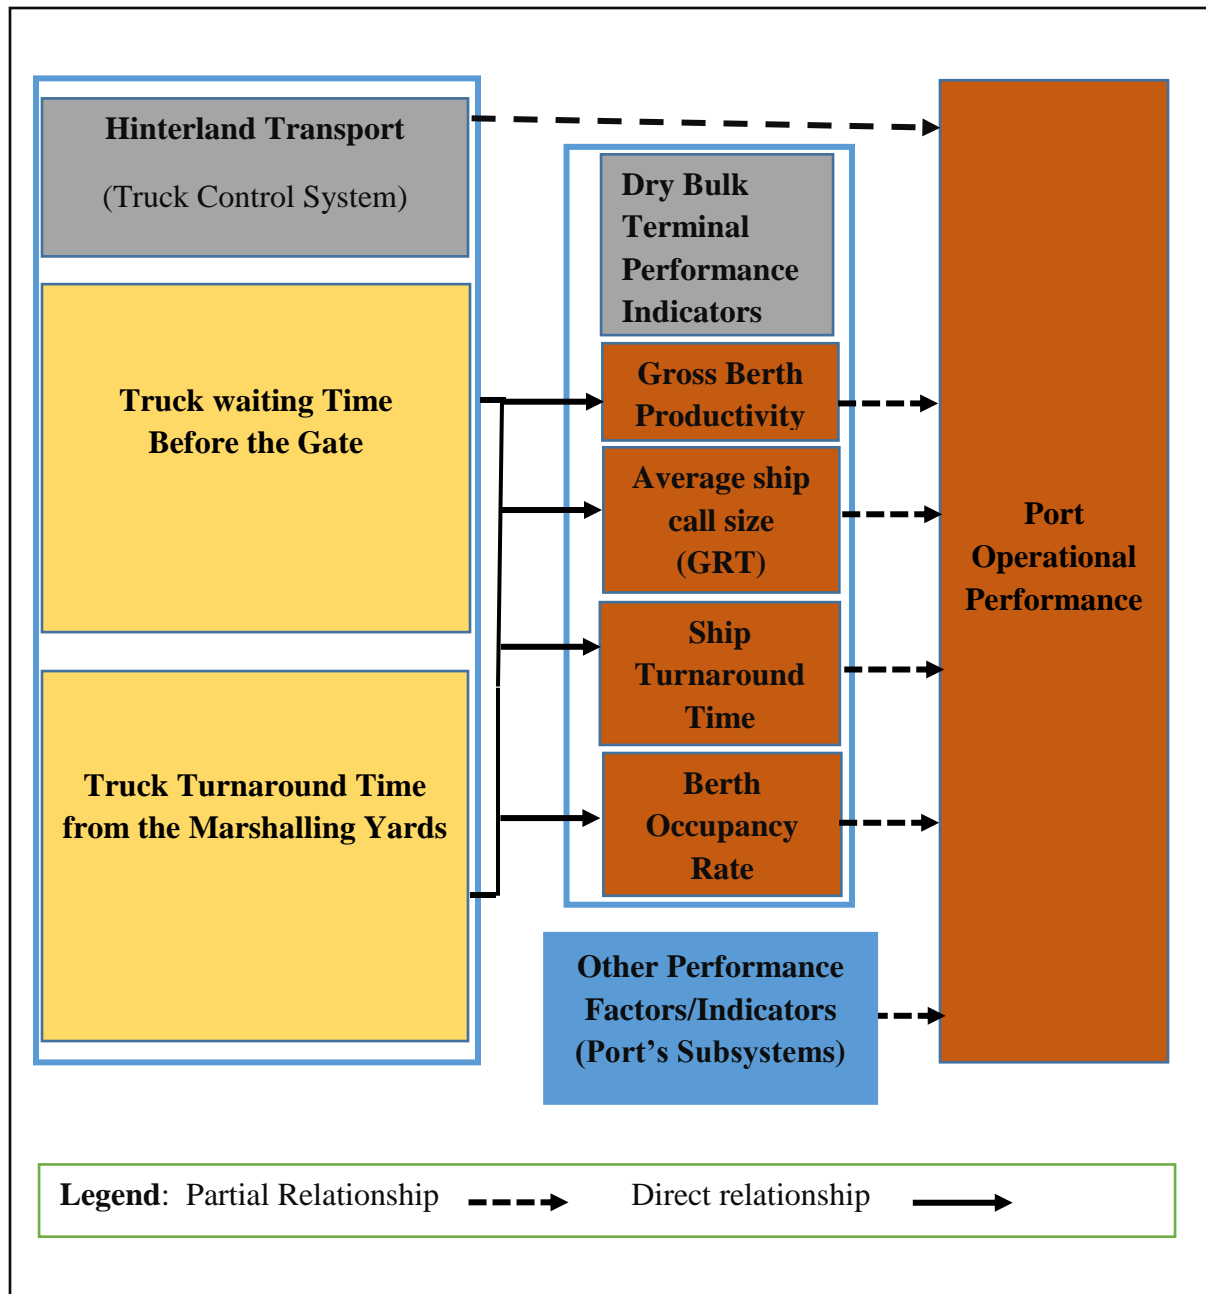 Hinterland Transport
(Truck Control System)
Truck waiting Time
Before the Gate
Truck Turnaround Time
from the Marshalling Yards
Dry Bulk
Terminal
Performance
Indicators
Gross Berth
Productivity
Average ship
call size
(GRT)
Ship
Turnaround
Time
Berth
Occupancy
Rate
Other Performance
Factors/Indicators
(Port’s Subsystems)
Port
Operational
Performance
Legend: Partial Relationship Direct relationship